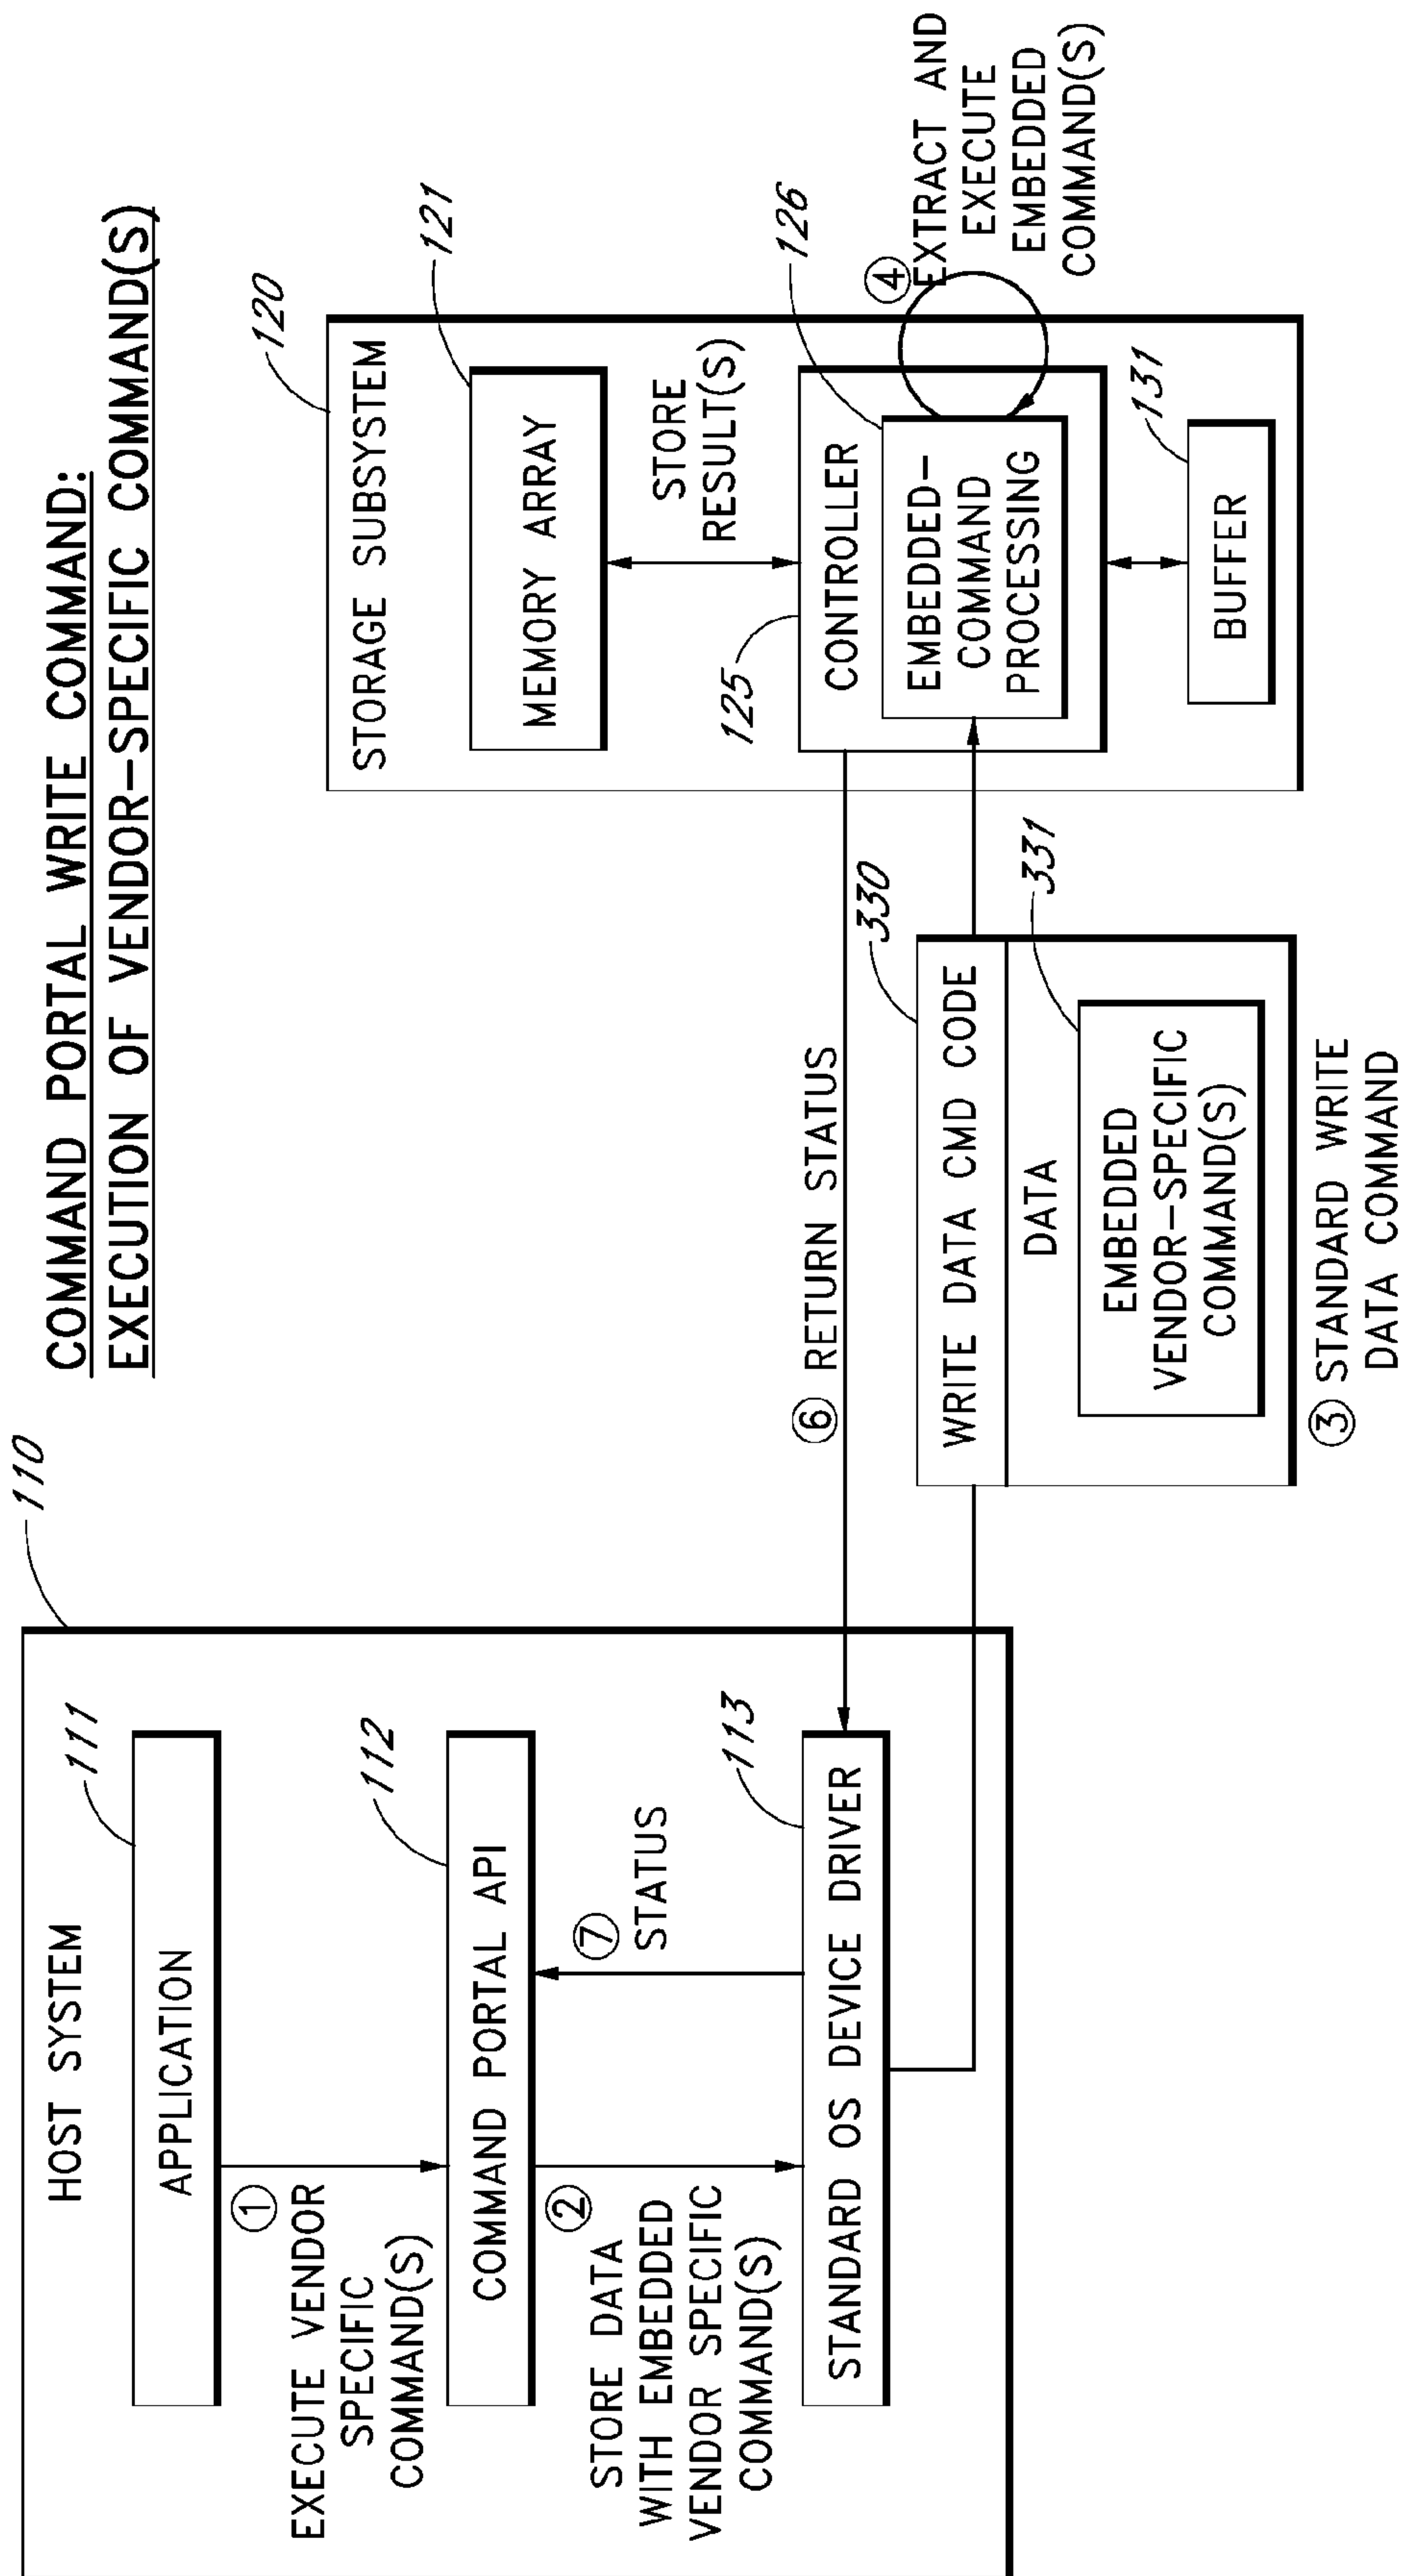 COMMAND PORTAL WRITE COMMAND:
EXECUTION OF VENDOR-SPECIFIC COMMAND(S)
110
HOST SYSTEM
111
APPLICATION
① EXECUTE VENDOR
SPECIFIC
COMMAND(S)
112
COMMAND PORTAL API
② STORE DATA
WITH EMBEDDED
VENDOR SPECIFIC
COMMAND(S)
⑦ STATUS
113
STANDARD OS DEVICE DRIVER
⑥ RETURN STATUS
330
WRITE DATA CMD CODE
DATA
331
EMBEDDED
VENDOR-SPECIFIC
COMMAND(S)
③ STANDARD WRITE
DATA COMMAND
120
STORAGE SUBSYSTEM
121
MEMORY ARRAY
STORE
RESULT(S)
125
CONTROLLER
126
EMBEDDED-
COMMAND
PROCESSING
④ EXTRACT AND
EXECUTE
EMBEDDED
COMMAND(S)
131
BUFFER